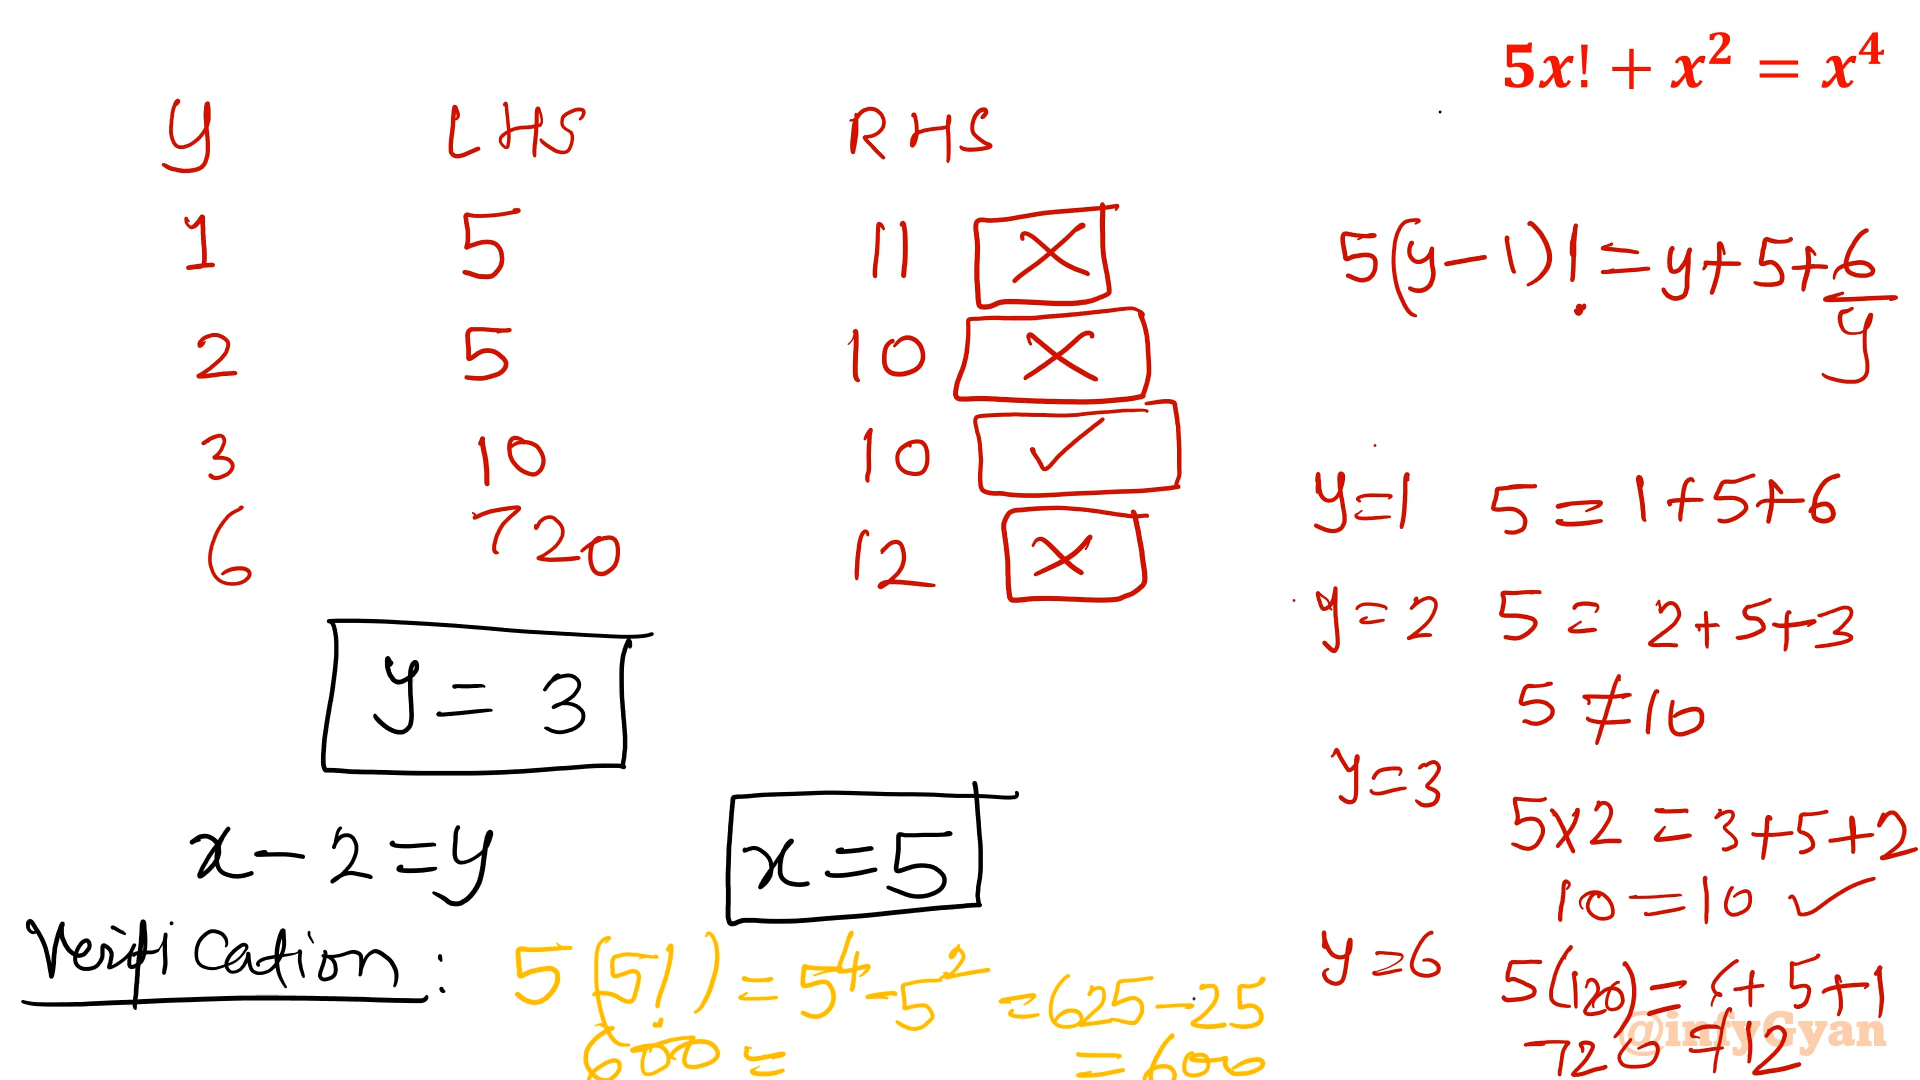 5x! + x² = x⁴
y LHS RHS
1 5 11 ×
2 5 10 ×
3 10 10 ✓
6 720 12 ×
y = 3
x - 2 = y
x = 5
Verification:
5(5!) = 5⁴ - 5² = 625 - 25
600 = = 600
5(y-1)! = y + 5 + 6/y
y = 1 5 = 1 + 5 + 6
y = 2 5 = 2 + 5 + 3
5 ≠ 10
y = 3
5 x 2 = 3 + 5 + 2
10 = 10 ✓
y = 6
5(120) = 6 + 5 + 1
720 ≠ 12
@infyGyan